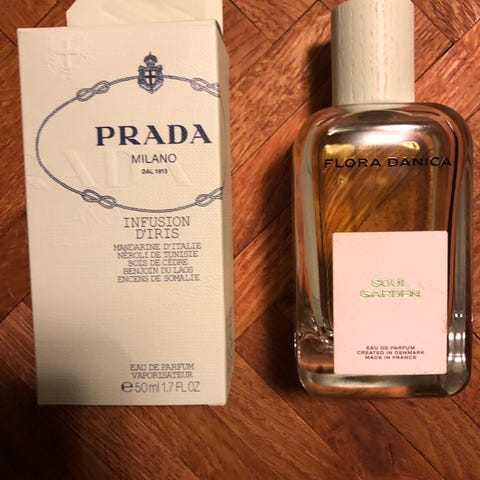 PRADA
MILANO
DAL 1913
INFUSION
D'IRIS
MANDARINE D'ITALIE
NÉROLI DE TUNISIE
BOIS DE CÈDRE
BENJOIN DU LAOS
ENCENS DE SOMALIE
EAU DE PARFUM
VAPORISATEUR
e 50 ml 1.7 FL.OZ
FLORA DANICA
SOUL
GARDEN
EAU DE PARFUM
CREATED IN DENMARK
MADE IN FRANCE